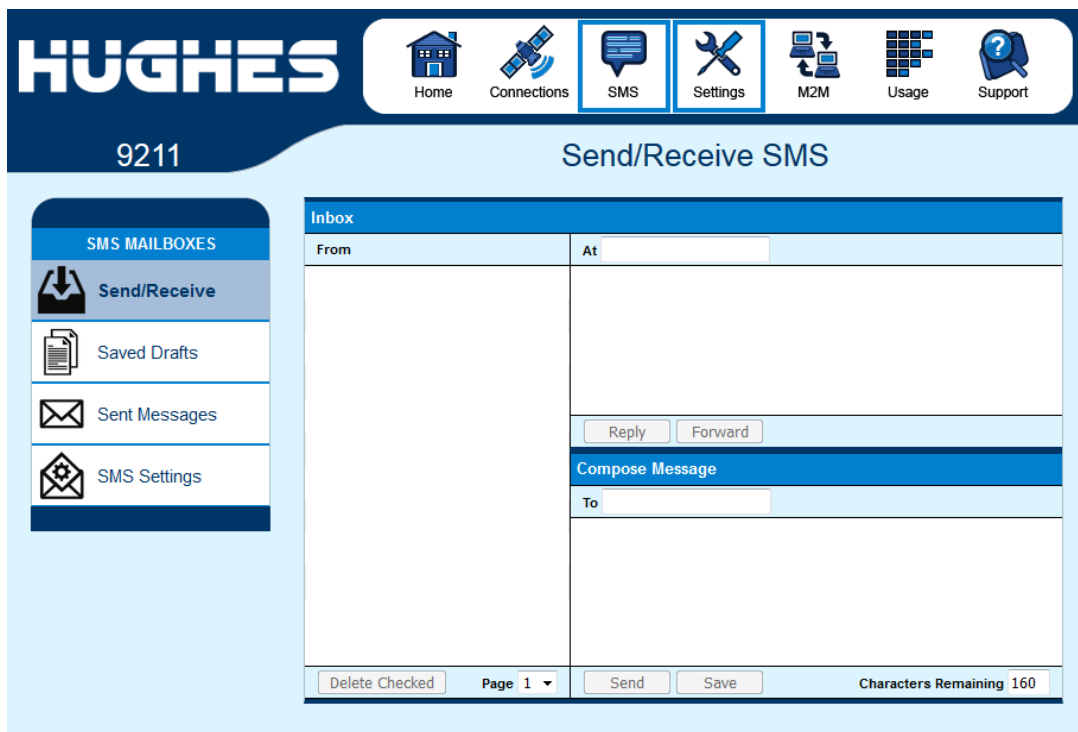 HUGHES
Home Connections SMS Settings M2M Usage Support
9211
Send/Receive SMS
SMS MAILBOXES
Send/Receive
Saved Drafts
Sent Messages
SMS Settings
Inbox
From
At
Reply Forward
Compose Message
To
Delete Checked Page 1
Send Save Characters Remaining 160